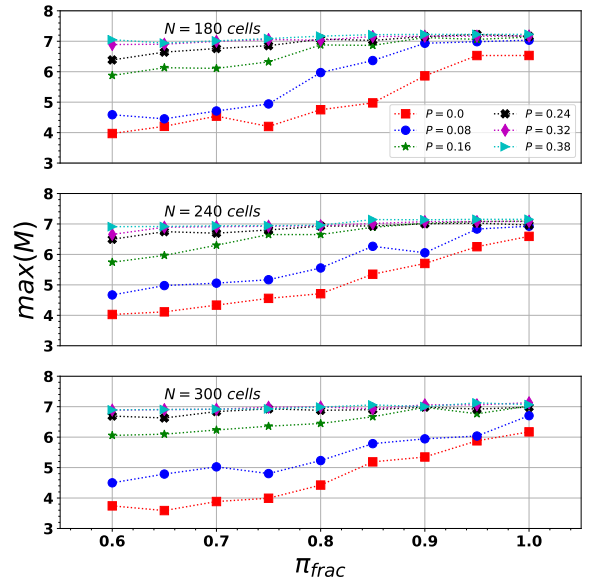 8
7
6
5
4
3
N = 180 cells
P = 0.0
P = 0.08
P = 0.16
P = 0.24
P = 0.32
P = 0.38
max(M)
8
7
6
5
4
3
N = 240 cells
8
7
6
5
4
3
N = 300 cells
0.6 0.7 0.8 0.9 1.0
π_frac